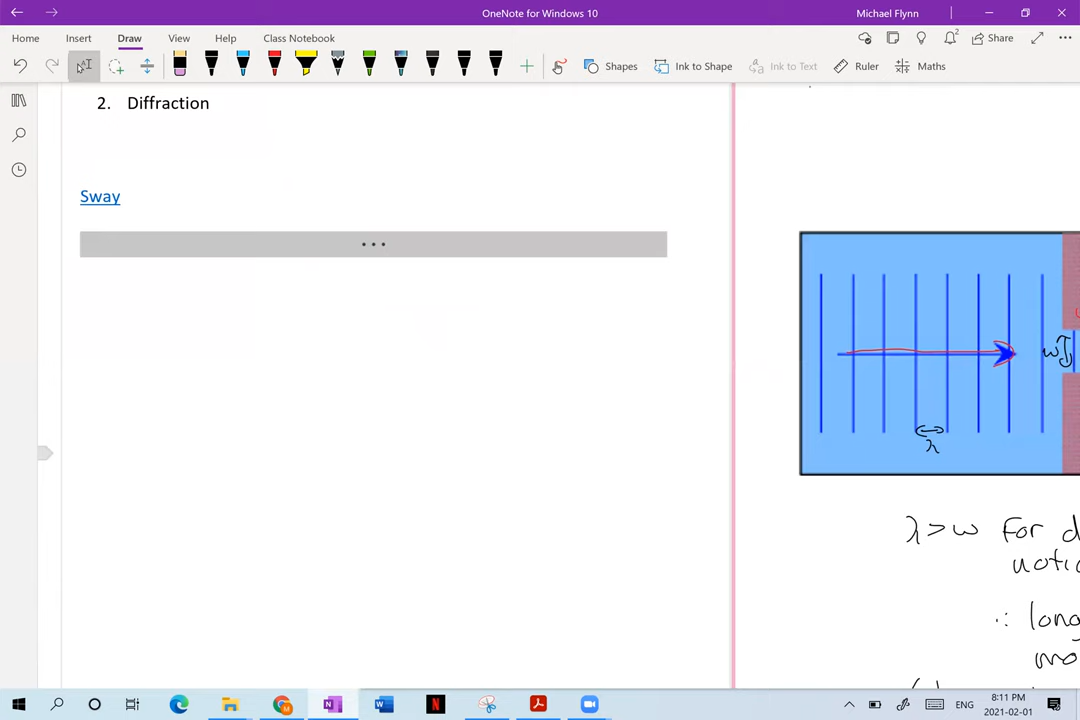 OneNote for Windows 10
Michael Flynn
Home Insert Draw View Help Class Notebook
Share
Shapes Ink to Shape Ink to Text Ruler Maths
2. Diffraction
Sway
w
λ
λ > w For d
notic
∴ long
mo
ENG
8:11 PM
2021-02-01